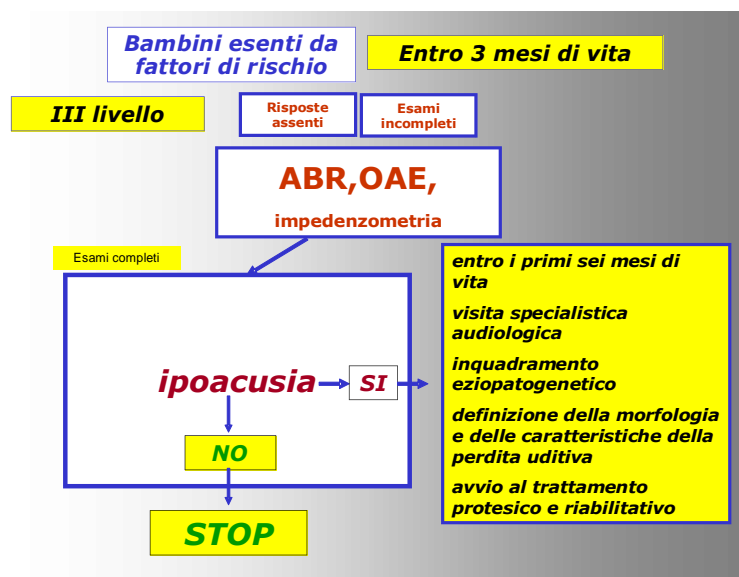 Bambini esenti da
fattori di rischio
Entro 3 mesi di vita
III livello
Risposte
assenti
Esami
incompleti
ABR,OAE,
impedenzometria
Esami completi
ipoacusia
SI
NO
STOP
entro i primi sei mesi di
vita
visita specialistica
audiologica
inquadramento
eziopatogenetico
definizione della morfologia
e delle caratteristiche della
perdita uditiva
avvio al trattamento
protesico e riabilitativo